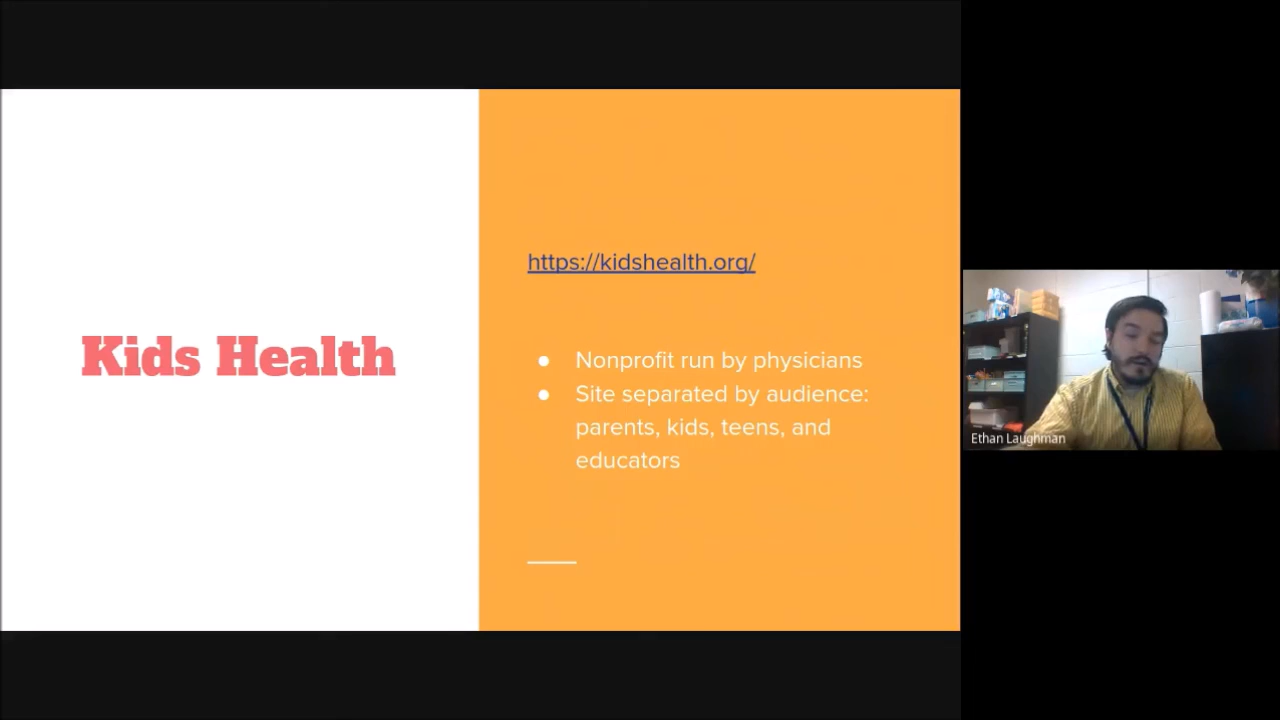 Kids Health
https://kidshealth.org/
● Nonprofit run by physicians
● Site separated by audience:
parents, kids, teens, and
educators
Ethan Laughman